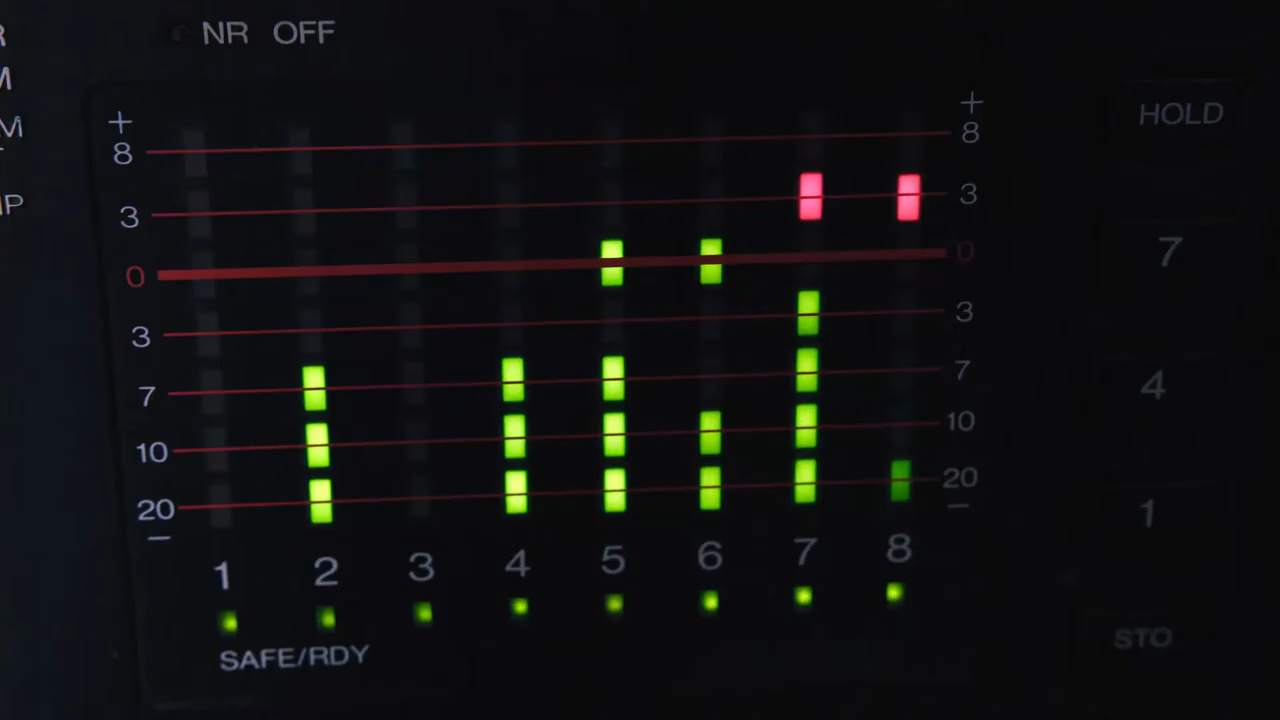 NR OFF
+ +
8 8
3 3
0 0
3 3
7 7
10 10
20 20
− −
1 2 3 4 5 6 7 8
SAFE/RDY
HOLD
7
4
1
STO